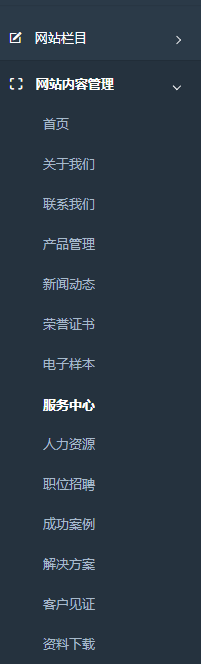 网站栏目
网站内容管理
首页
关于我们
联系我们
产品管理
新闻动态
荣誉证书
电子样本
服务中心
人力资源
职位招聘
成功案例
解决方案
客户见证
资料下载